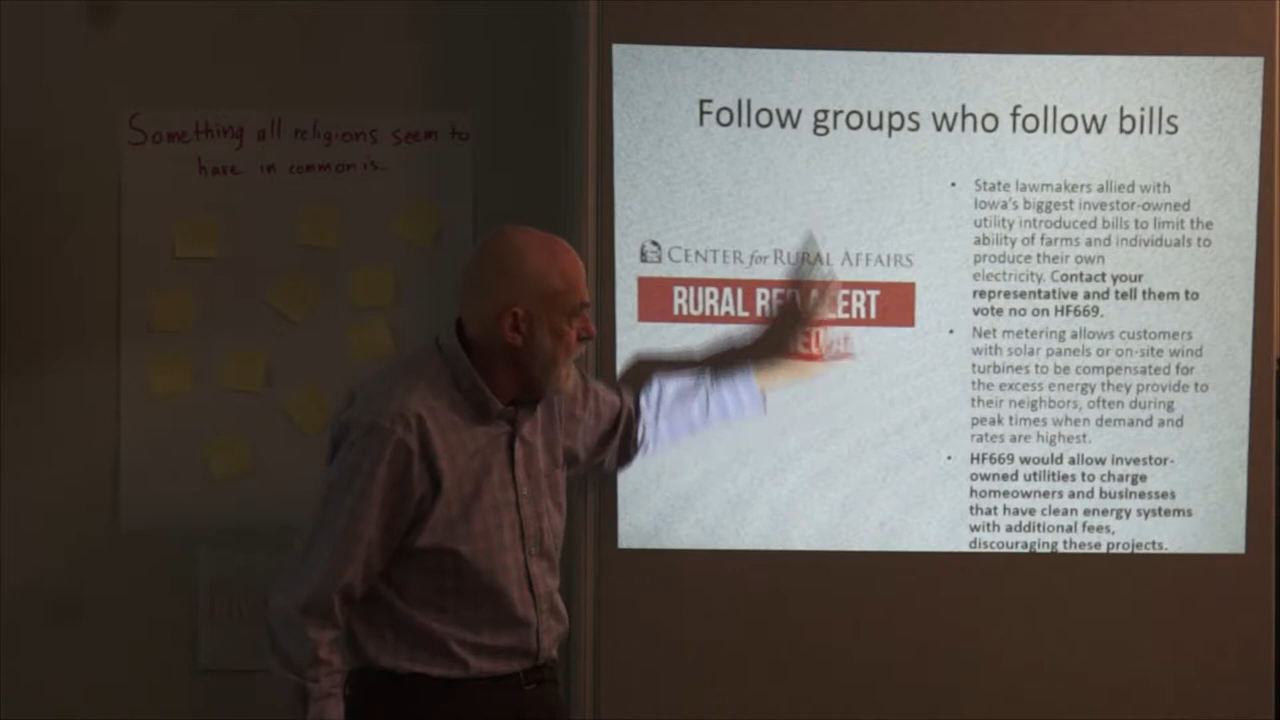 Something all religions seem to
have in common is...
Follow groups who follow bills
CENTER for RURAL AFFAIRS
RURAL RED ALERT
• State lawmakers allied with
Iowa's biggest investor-owned
utility introduced bills to limit the
ability of farms and individuals to
produce their own
electricity. Contact your
representative and tell them to
vote no on HF669.
• Net metering allows customers
with solar panels or on-site wind
turbines to be compensated for
the excess energy they provide to
their neighbors, often during
peak times when demand and
rates are highest.
• HF669 would allow investor-
owned utilities to charge
homeowners and businesses
that have clean energy systems
with additional fees,
discouraging these projects.